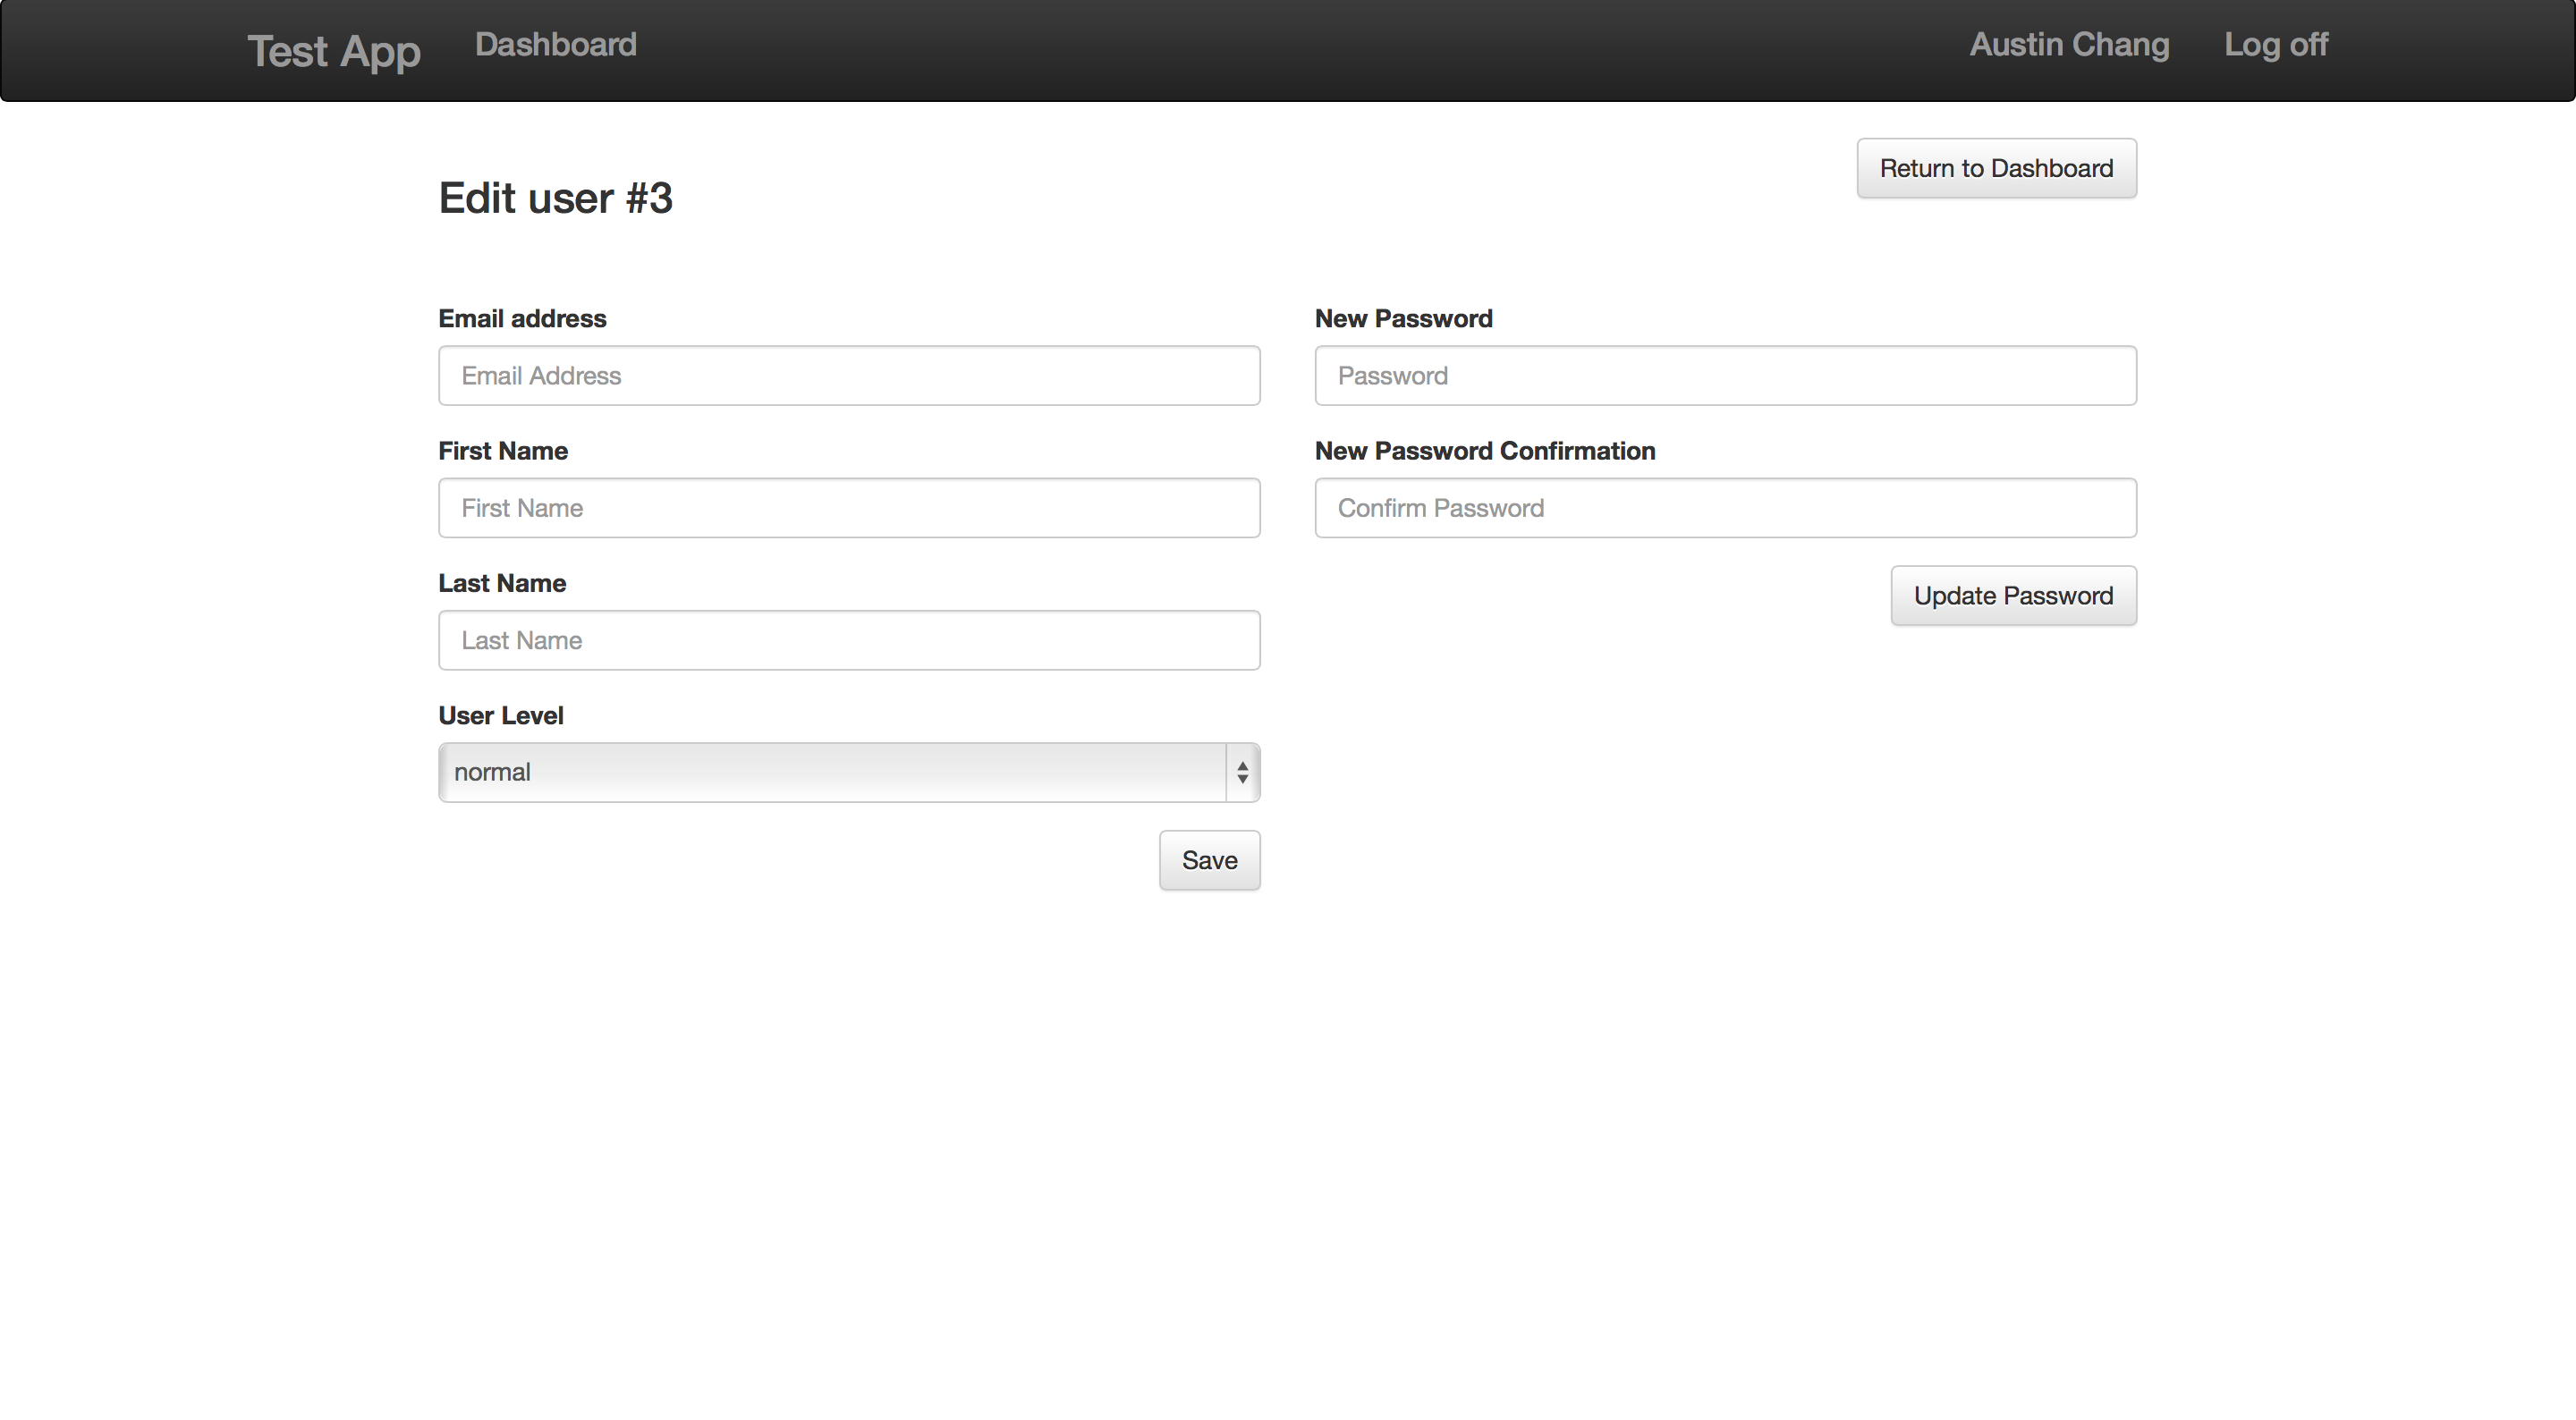 Test App Dashboard Austin Chang Log off
Return to Dashboard
Edit user #3
Email address
Email Address
First Name
First Name
Last Name
Last Name
User Level
normal
Save
New Password
Password
New Password Confirmation
Confirm Password
Update Password